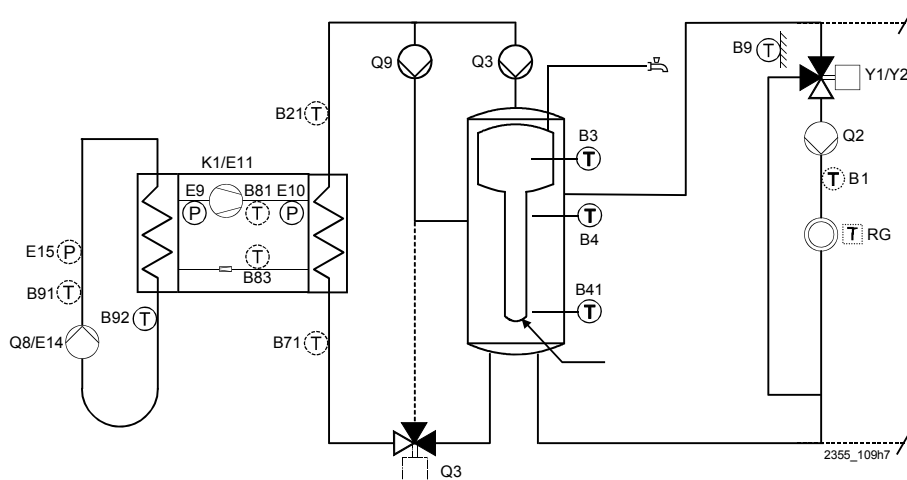 B9 T
Q9
Q3
Y1/Y2
B21 T
B3
T
Q2
K1/E11
E9 B81 E10
P T P
T B1
T
B4
E15 P
T
B83
T RG
B91 T
B41
T
B92 T
Q8/E14
B71 T
2355_109h7
Q3